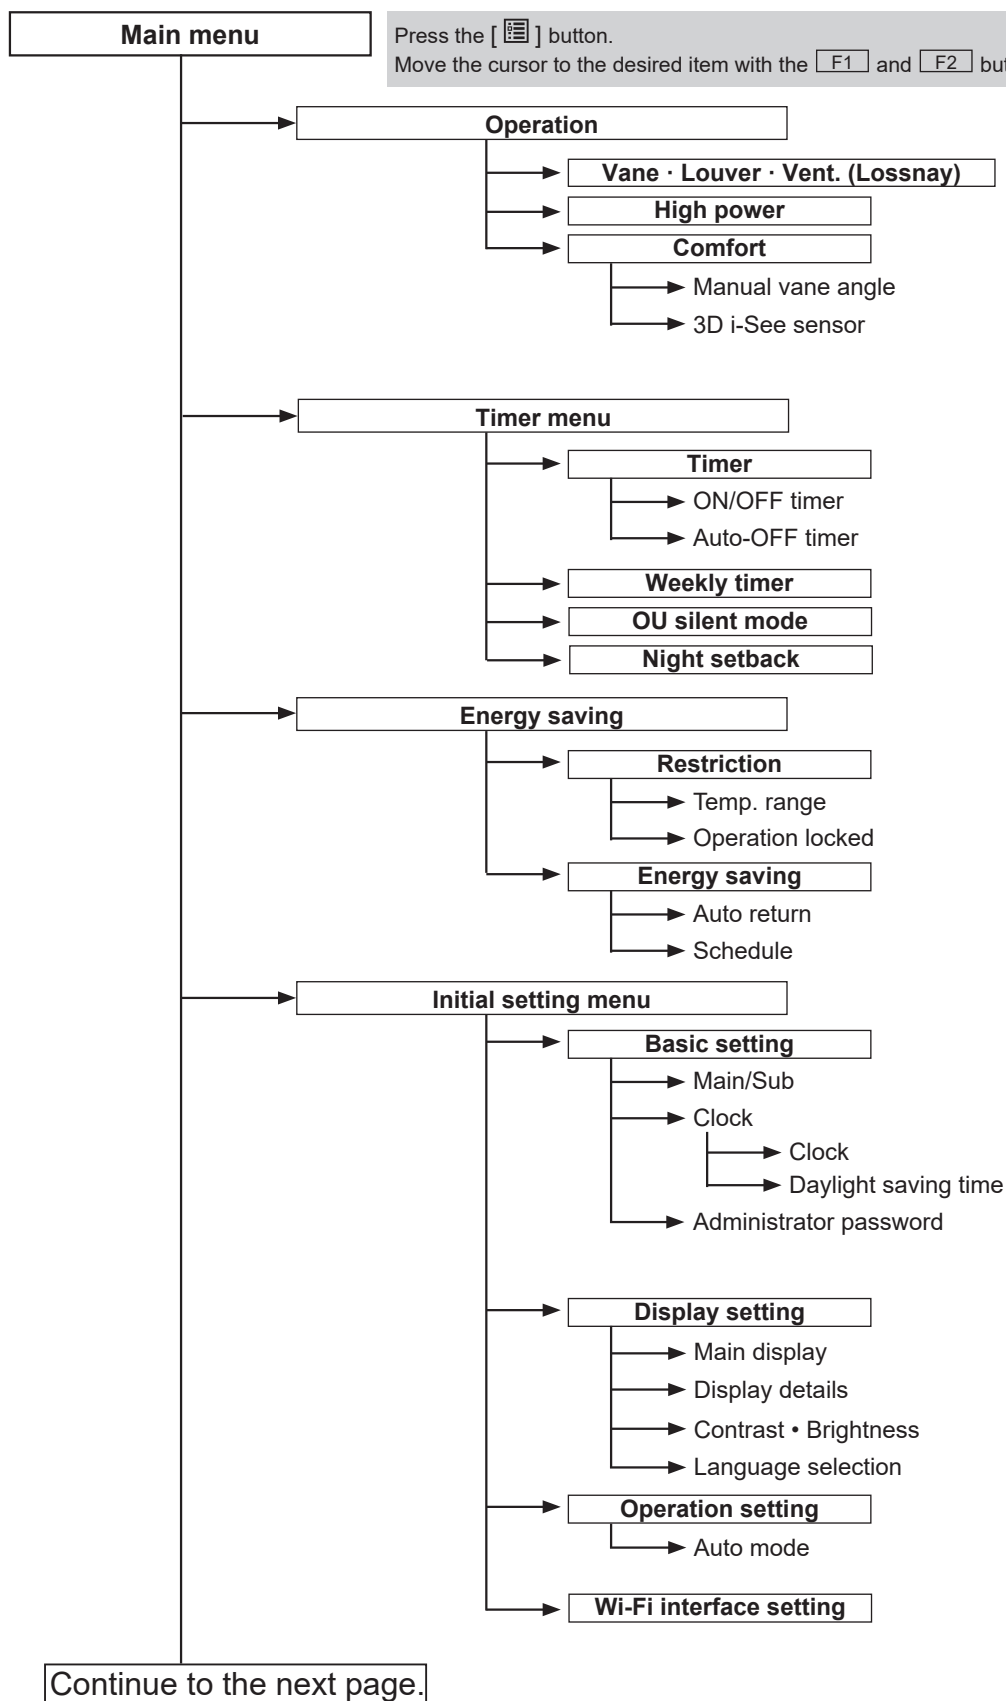 Main menu
Press the [ ] button.
Move the cursor to the desired item with the F1 and F2
Operation
Vane · Louver · Vent. (Lossnay)
High power
Comfort
Manual vane angle
3D i-See sensor
Timer menu
Timer
ON/OFF timer
Auto-OFF timer
Weekly timer
OU silent mode
Night setback
Energy saving
Restriction
Temp. range
Operation locked
Energy saving
Auto return
Schedule
Initial setting menu
Basic setting
Main/Sub
Clock
Clock
Daylight saving time
Administrator password
Display setting
Main display
Display details
Contrast • Brightness
Language selection
Operation setting
Auto mode
Wi-Fi interface setting
Continue to the next page.